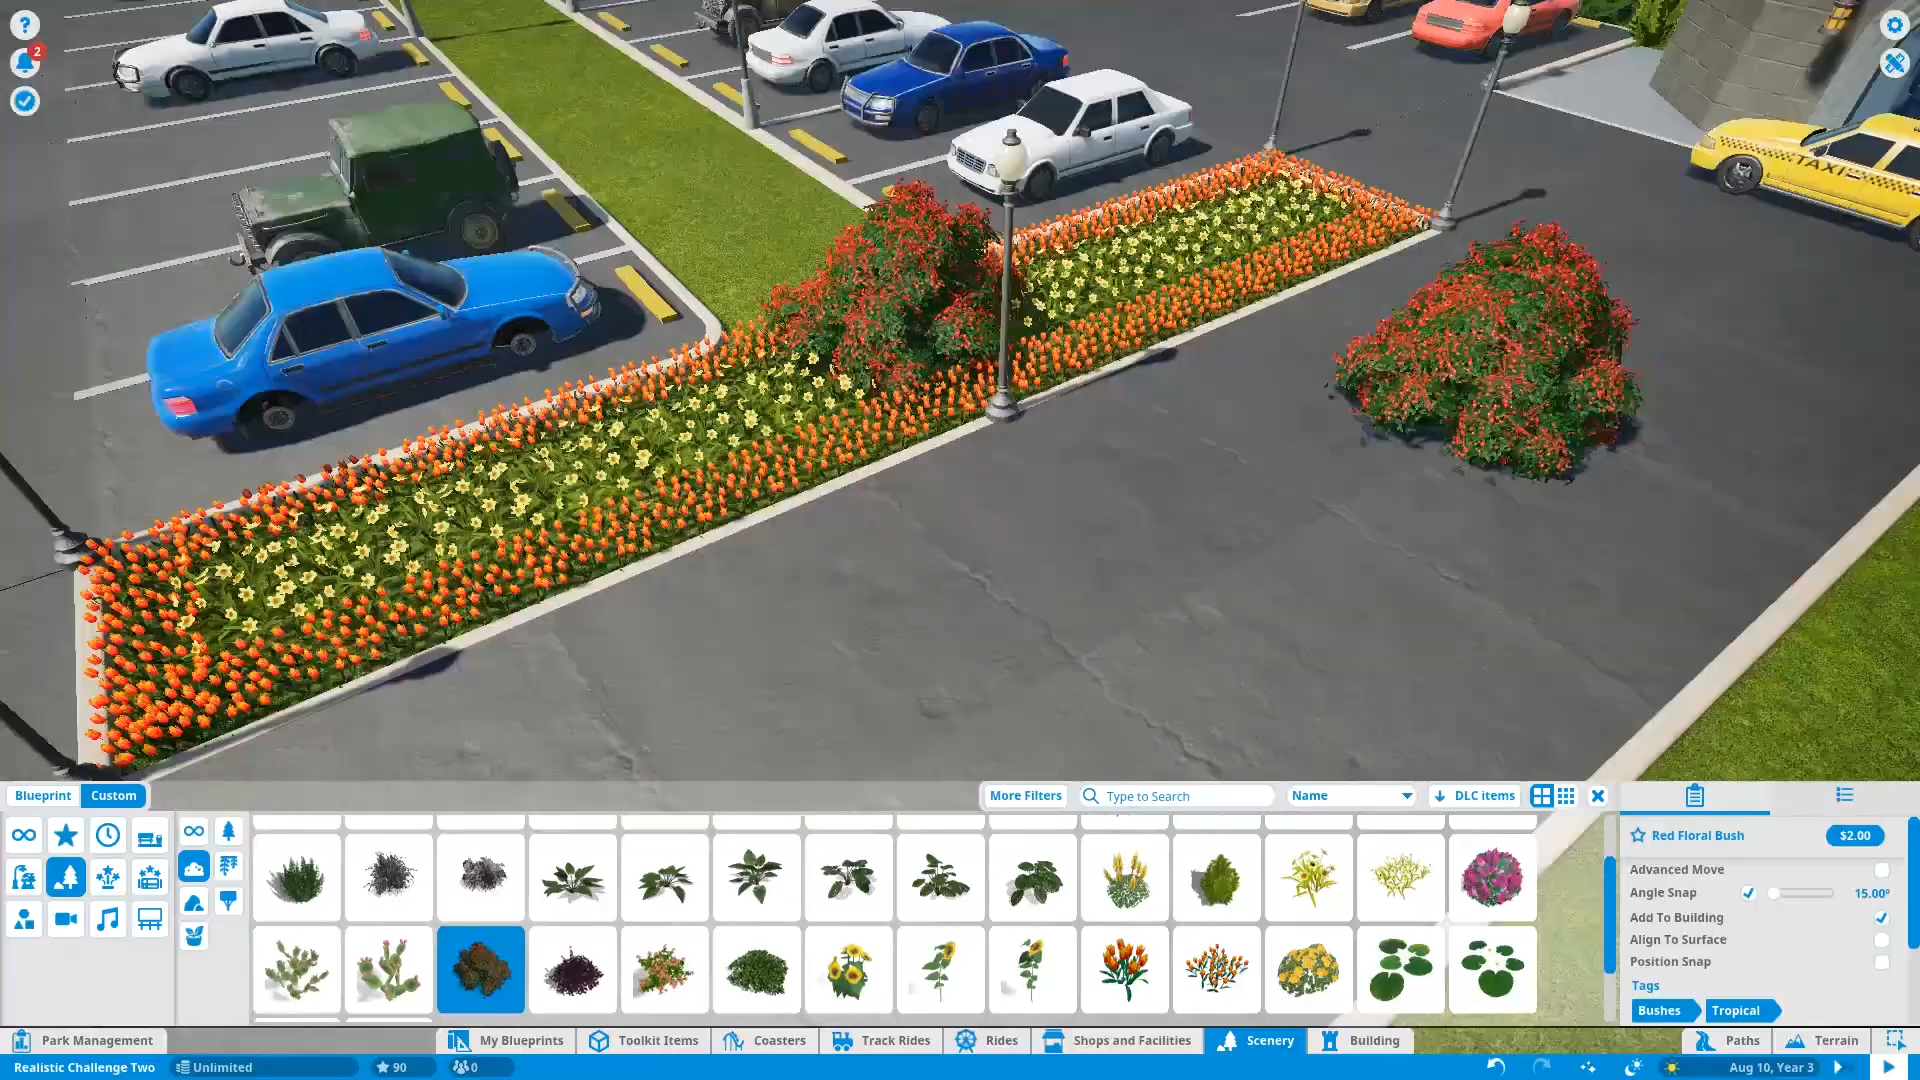 2
TAXI
Blueprint
Custom
More Filters
Type to Search
Name
DLC items
Red Floral Bush
$2.00
Advanced Move
Angle Snap
15.00°
Add To Building
Align To Surface
Position Snap
Tags
Bushes
Tropical
Park Management
My Blueprints
Toolkit Items
Coasters
Track Rides
Rides
Shops and Facilities
Scenery
Building
Paths
Terrain
Realistic Challenge Two
Unlimited
90
0
Aug 10, Year 3